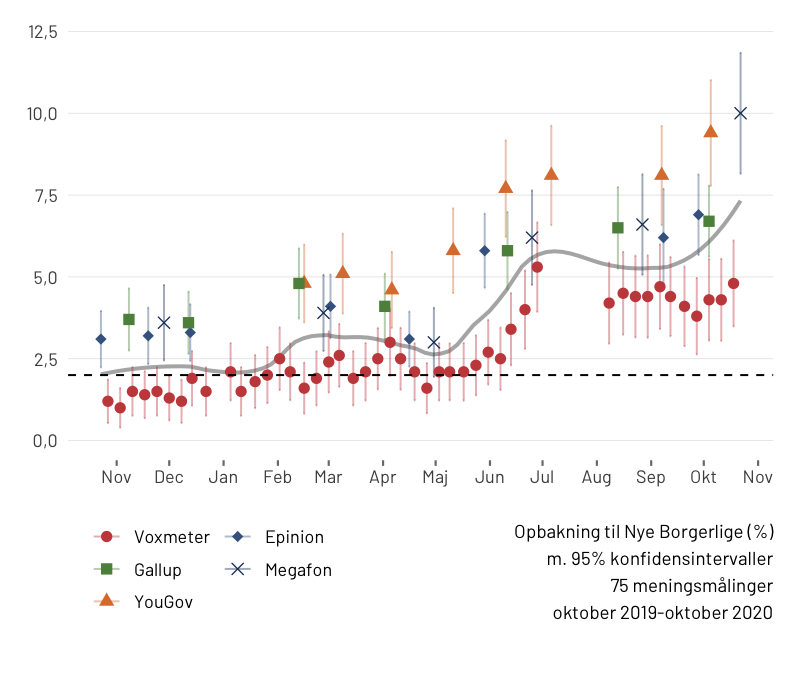 12,5
10,0
7,5
5,0
2,5
0,0
Nov Dec Jan Feb Mar Apr Maj Jun Jul Aug Sep Okt Nov
Voxmeter Epinion
Gallup Megafon
YouGov
Opbakning til Nye Borgerlige (%)
m. 95% konfidensintervaller
75 meningsmålinger
oktober 2019-oktober 2020